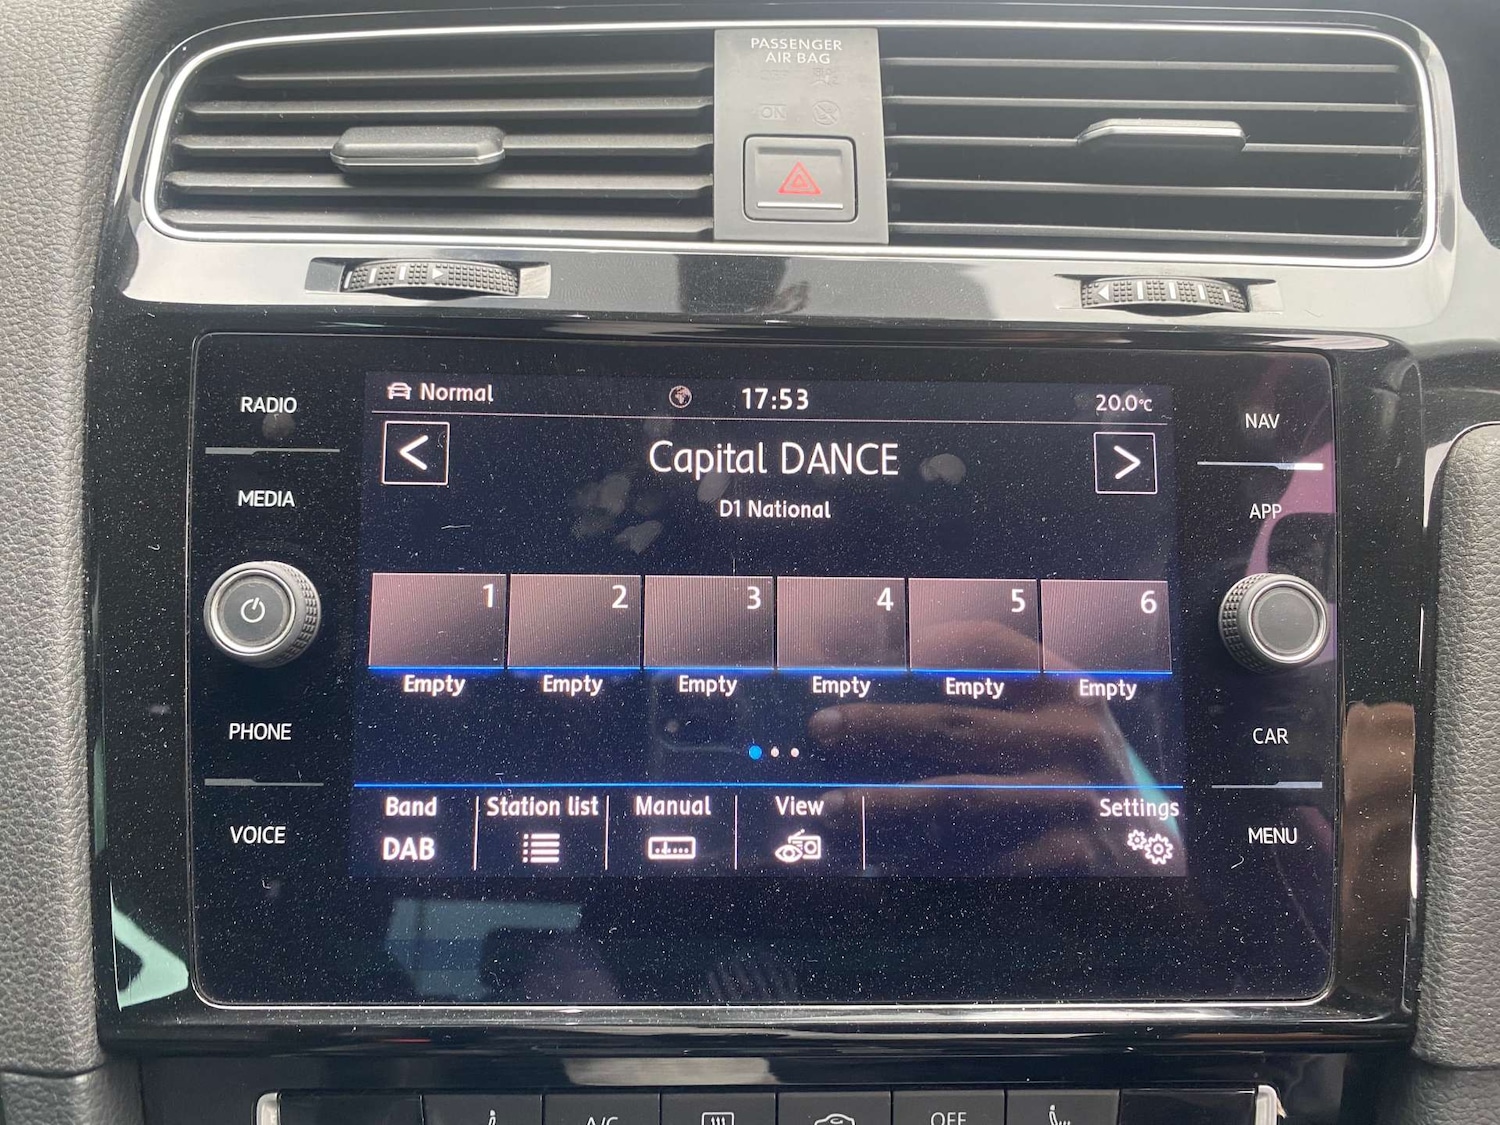 PASSENGER
AIR BAG
ON
Normal
17:53
20.0°C
RADIO
NAV
<
Capital DANCE
>
MEDIA
D1 National
APP
1
2
3
4
5
6
Empty
Empty
Empty
Empty
Empty
Empty
PHONE
CAR
Band
Station list
Manual
View
Settings
VOICE
DAB
MENU
A/C
OFF